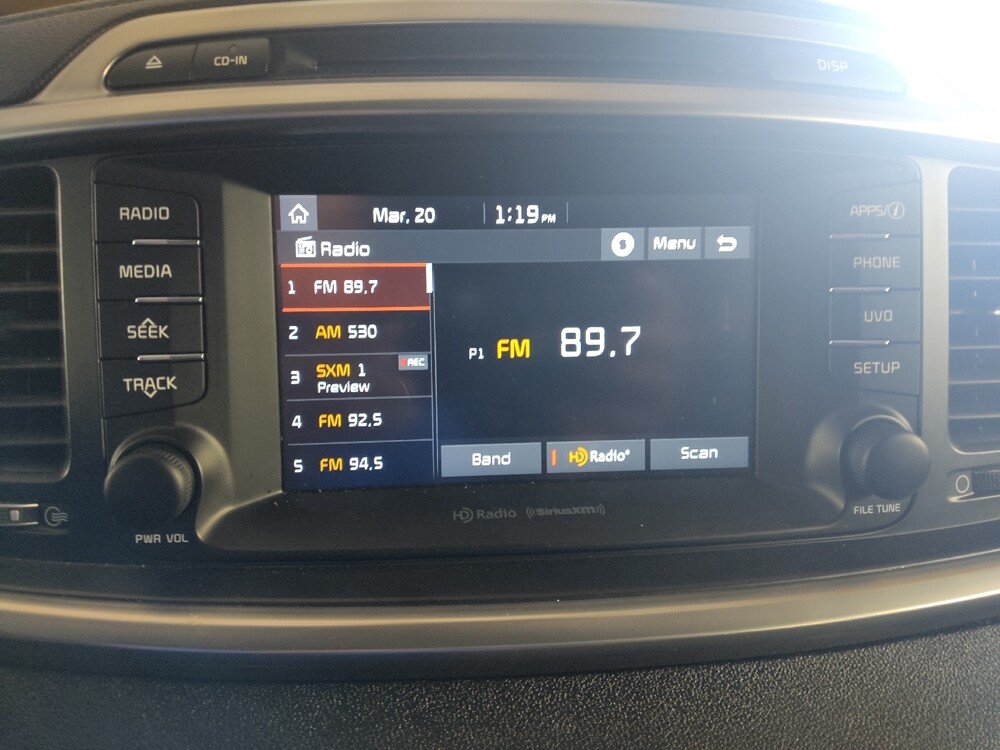 CD-IN
DISP
RADIO
MEDIA
SEEK
TRACK
PWR VOL
Mar, 20 1:19 PM
Radio
Menu
1 FM 89.7
2 AM 530
3 SXM 1 REC
Preview
4 FM 92.5
5 FM 94.5
P1 FM 89.7
Band
HD Radio
Scan
HD Radio ((SiriusXM))
APPS/i
PHONE
UVO
SETUP
FILE TUNE